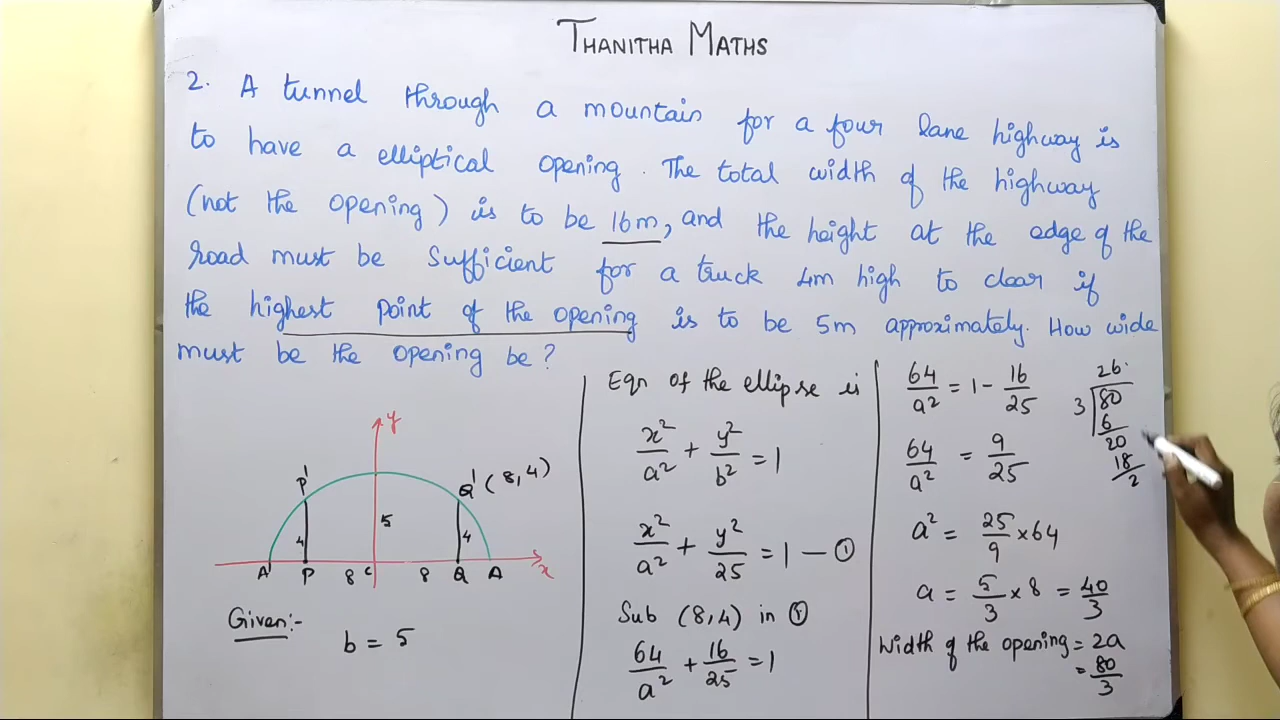 THANITHA MATHS
2. A tunnel through a mountain for a four lane highway is
to have a elliptical opening. The total width of the highway
(not the opening) is to be 16m, and the height at the edge of the
road must be sufficient for a truck 4m high to clear if
the highest point of the opening is to be 5m approximately. How wide
must be the opening be?
y
P'
Q' (8,4)
5
4
4
A' P 8 C 8 Q A x
Given:-
b = 5
Eqn of the ellipse is
x²/a² + y²/b² = 1
x²/a² + y²/25 = 1 — ①
Sub (8,4) in ①
64/a² + 16/25 = 1
64/a² = 1 - 16/25
64/a² = 9/25
a² = 25/9 × 64
a = 5/3 × 8 = 40/3
Width of the opening = 2a
= 80/3
26.
3 80
6
20
18
2